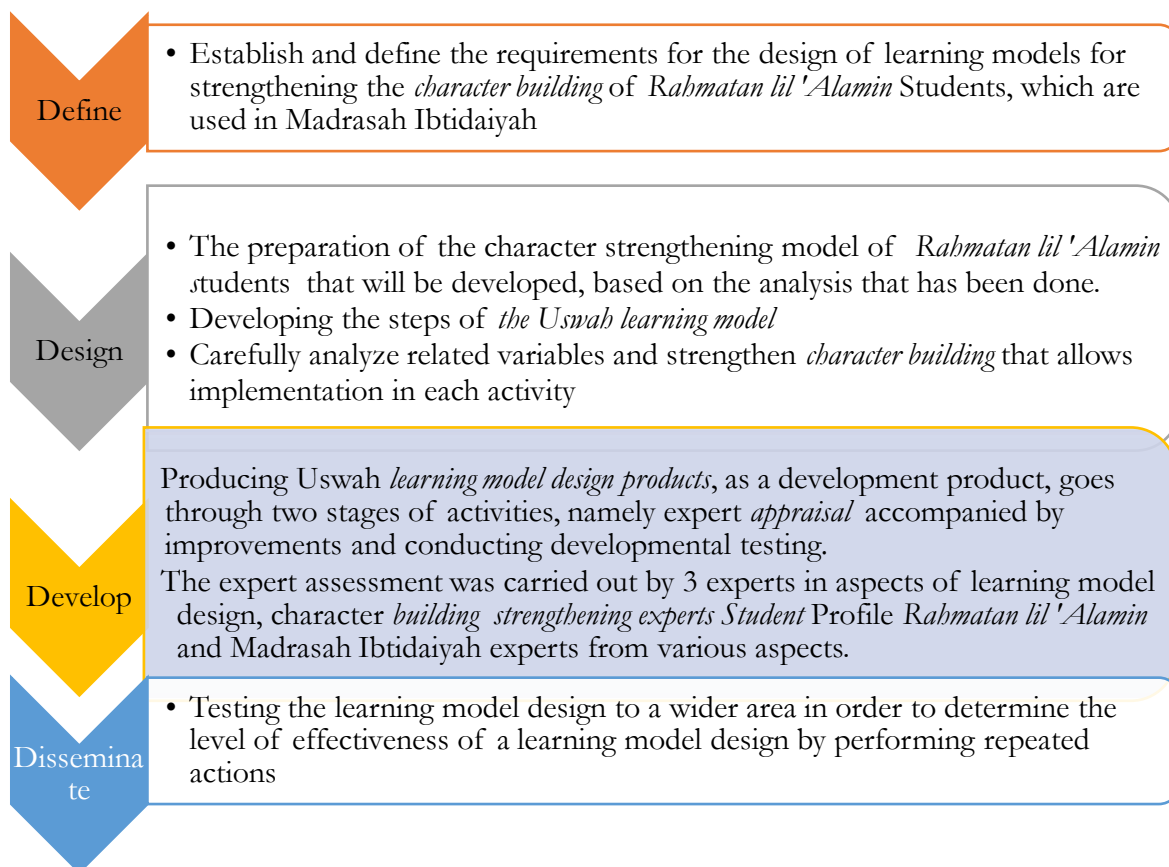 Define
• Establish and define the requirements for the design of learning models for
strengthening the character building of Rahmatan lil 'Alamin Students, which are
used in Madrasah Ibtidaiyah
Design
• The preparation of the character strengthening model of Rahmatan lil 'Alamin
students that will be developed, based on the analysis that has been done.
• Developing the steps of the Uswah learning model
• Carefully analyze related variables and strengthen character building that allows
implementation in each activity
Develop
Producing Uswah learning model design products, as a development product, goes
through two stages of activities, namely expert appraisal accompanied by
improvements and conducting developmental testing.
The expert assessment was carried out by 3 experts in aspects of learning model
design, character building strengthening experts Student Profile Rahmatan lil 'Alamin
and Madrasah Ibtidaiyah experts from various aspects.
Dissemina
te
• Testing the learning model design to a wider area in order to determine the
level of effectiveness of a learning model design by performing repeated
actions